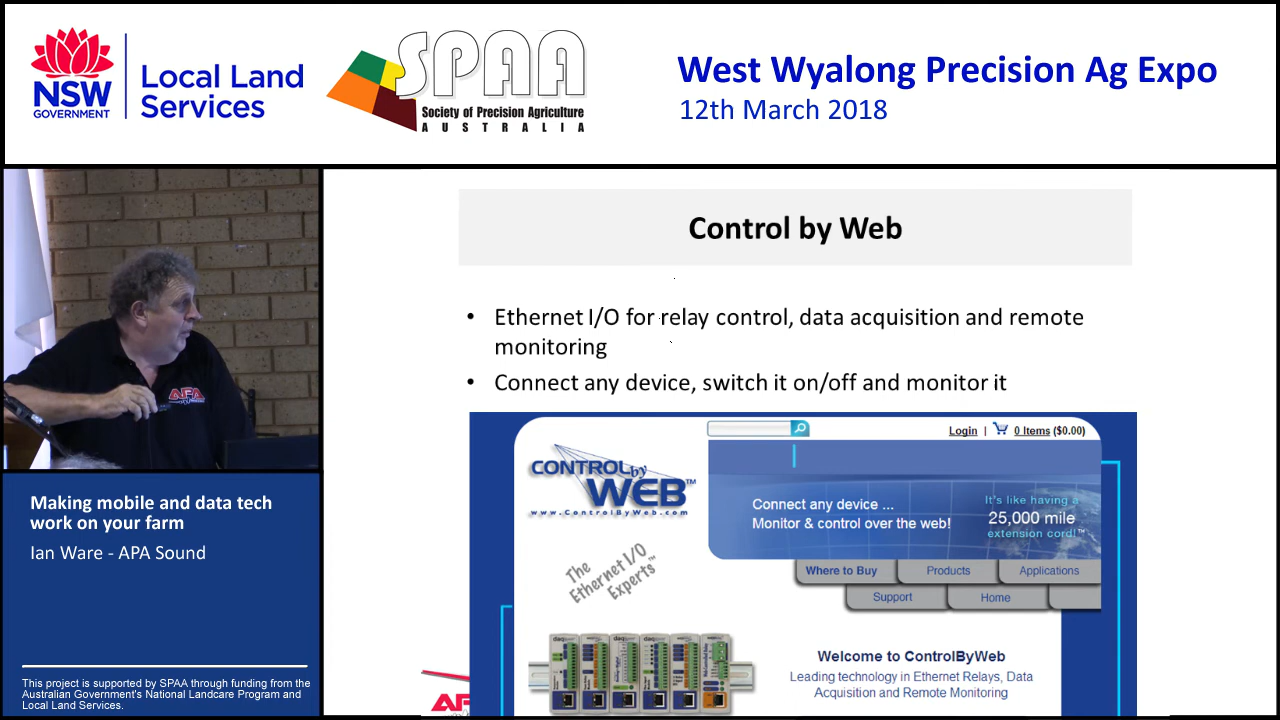 NSW
GOVERNMENT
Local Land
Services
SPAA
Society of Precision Agriculture
AUSTRALIA
West Wyalong Precision Ag Expo
12th March 2018
APA
Making mobile and data tech
work on your farm
Ian Ware - APA Sound
This project is supported by SPAA through funding from the
Australian Government's National Landcare Program and
Local Land Services.
Control by Web
• Ethernet I/O for relay control, data acquisition and remote
monitoring
• Connect any device, switch it on/off and monitor it
Login | 0 Items ($0.00)
CONTROL by
WEB™
www.ControlByWeb.com
Connect any device ...
Monitor & control over the web!
It's like having a
25,000 mile
extension cord!™
The
Ethernet I/O
Experts™
Where to Buy Products Applications
Support Home
Welcome to ControlByWeb
Leading technology in Ethernet Relays, Data
Acquisition and Remote Monitoring